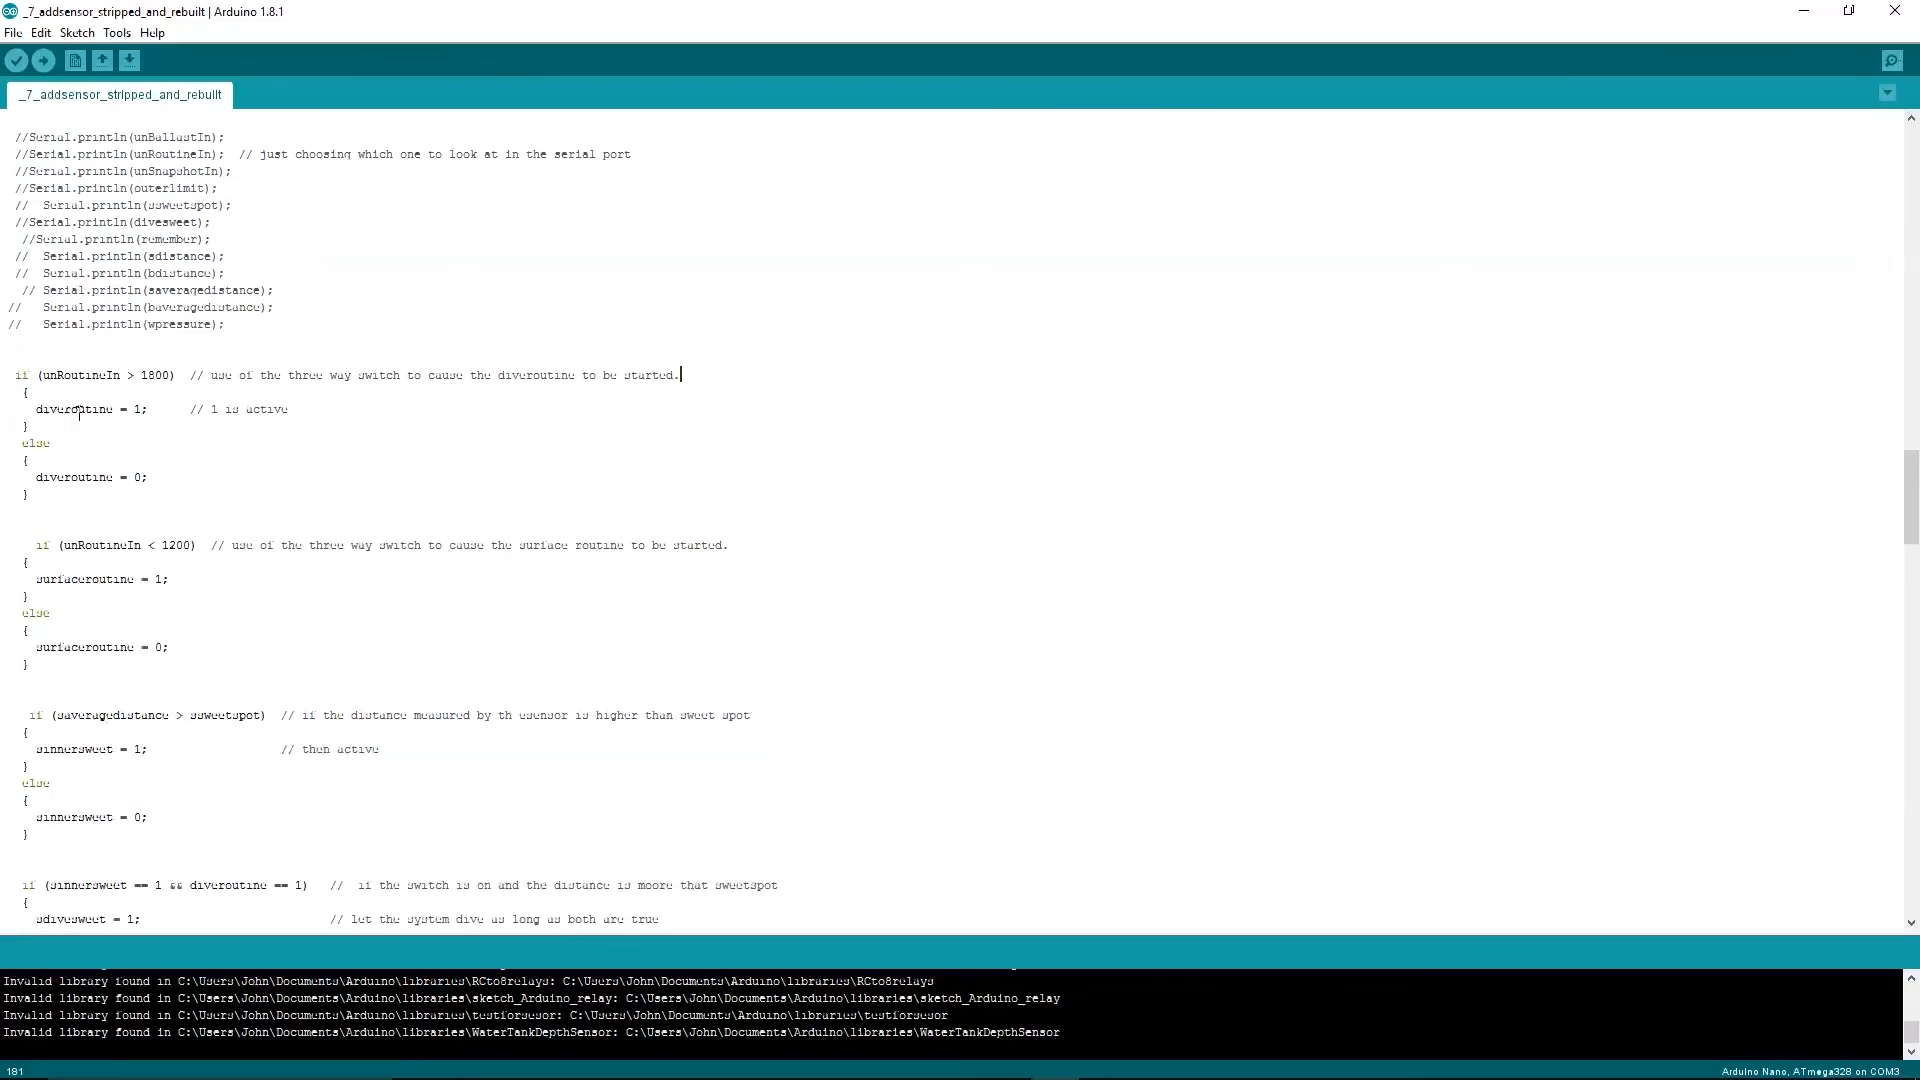 _7_addsensor_stripped_and_rebuilt | Arduino 1.8.1
File Edit Sketch Tools Help
_7_addsensor_stripped_and_rebuilt
//Serial.println(unBallastIn);
//Serial.println(unRoutineIn);  // just choosing which one to look at in the serial port
//Serial.println(unSnapshotIn);
//Serial.println(outerlimit);
//  Serial.println(ssweetspot);
//Serial.println(divesweet);
//Serial.println(remember);
//  Serial.println(sdistance);
//  Serial.println(bdistance);
// Serial.println(saveragedistance);
//   Serial.println(baveragedistance);
//   Serial.println(wpressure);
if (unRoutineIn > 1800)  // use of the three way switch to cause the diveroutine to be started.
{
diveroutine = 1;      // 1 is active
}
else
{
diveroutine = 0;
}
if (unRoutineIn < 1200)  // use of the three way switch to cause the surface routine to be started.
{
surfaceroutine = 1;
}
else
{
surfaceroutine = 0;
}
if (saveragedistance > ssweetspot)  // if the distance measured by th esensor is higher than sweet spot
{
sinnersweet = 1;                   // then active
}
else
{
sinnersweet = 0;
}
if (sinnersweet == 1 && diveroutine == 1)   //  if the switch is on and the distance is moore that sweetspot
{
sdivesweet = 1;                           // let the system dive as long as both are true
Invalid library found in C:\Users\John\Documents\Arduino\libraries\RCto8relays: C:\Users\John\Documents\Arduino\libraries\RCto8relays
Invalid library found in C:\Users\John\Documents\Arduino\libraries\sketch_Arduino_relay: C:\Users\John\Documents\Arduino\libraries\sketch_Arduino_relay
Invalid library found in C:\Users\John\Documents\Arduino\libraries\testforsesor: C:\Users\John\Documents\Arduino\libraries\testforsesor
Invalid library found in C:\Users\John\Documents\Arduino\libraries\WaterTankDepthSensor: C:\Users\John\Documents\Arduino\libraries\WaterTankDepthSensor
181
Arduino Nano, ATmega328 on COM3